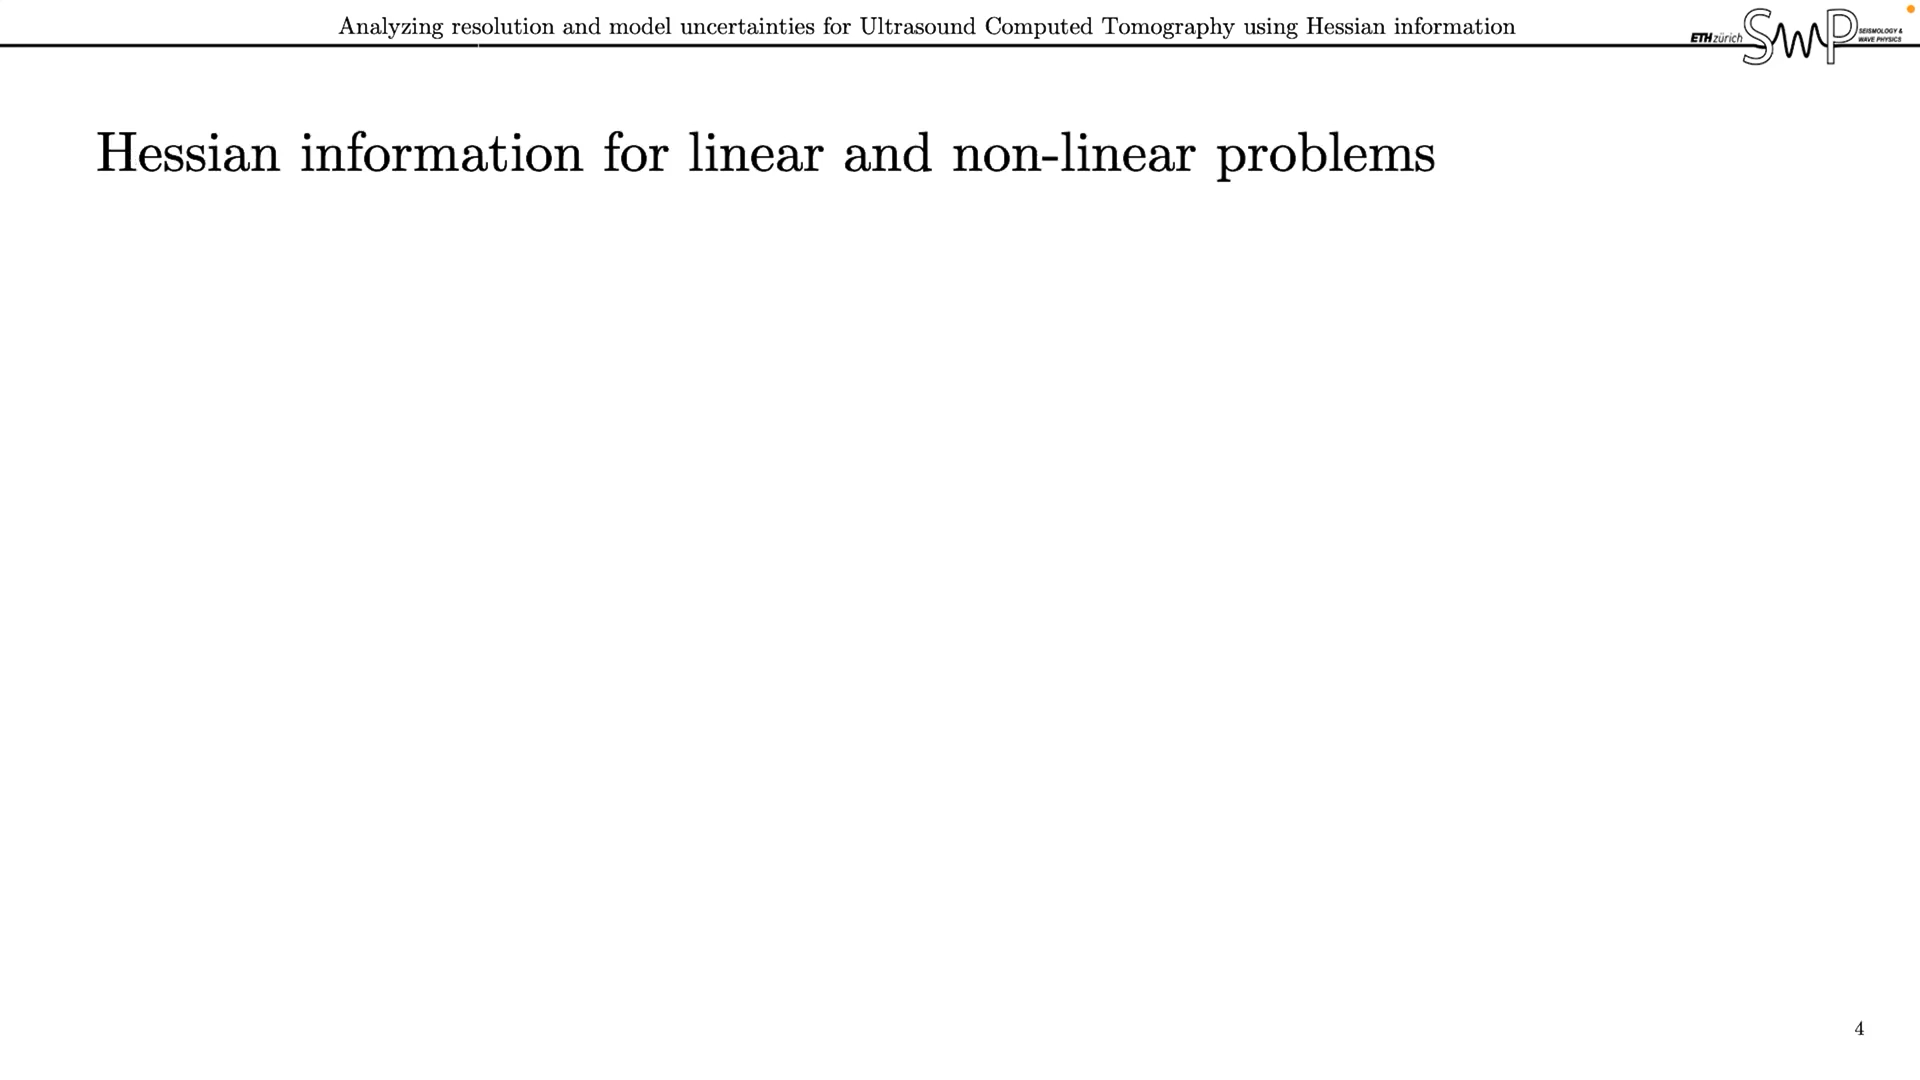 Analyzing resolution and model uncertainties for Ultrasound Computed Tomography using Hessian information
ETH zürich
SWP
SEISMOLOGY &
WAVE PHYSICS
Hessian information for linear and non-linear problems
4